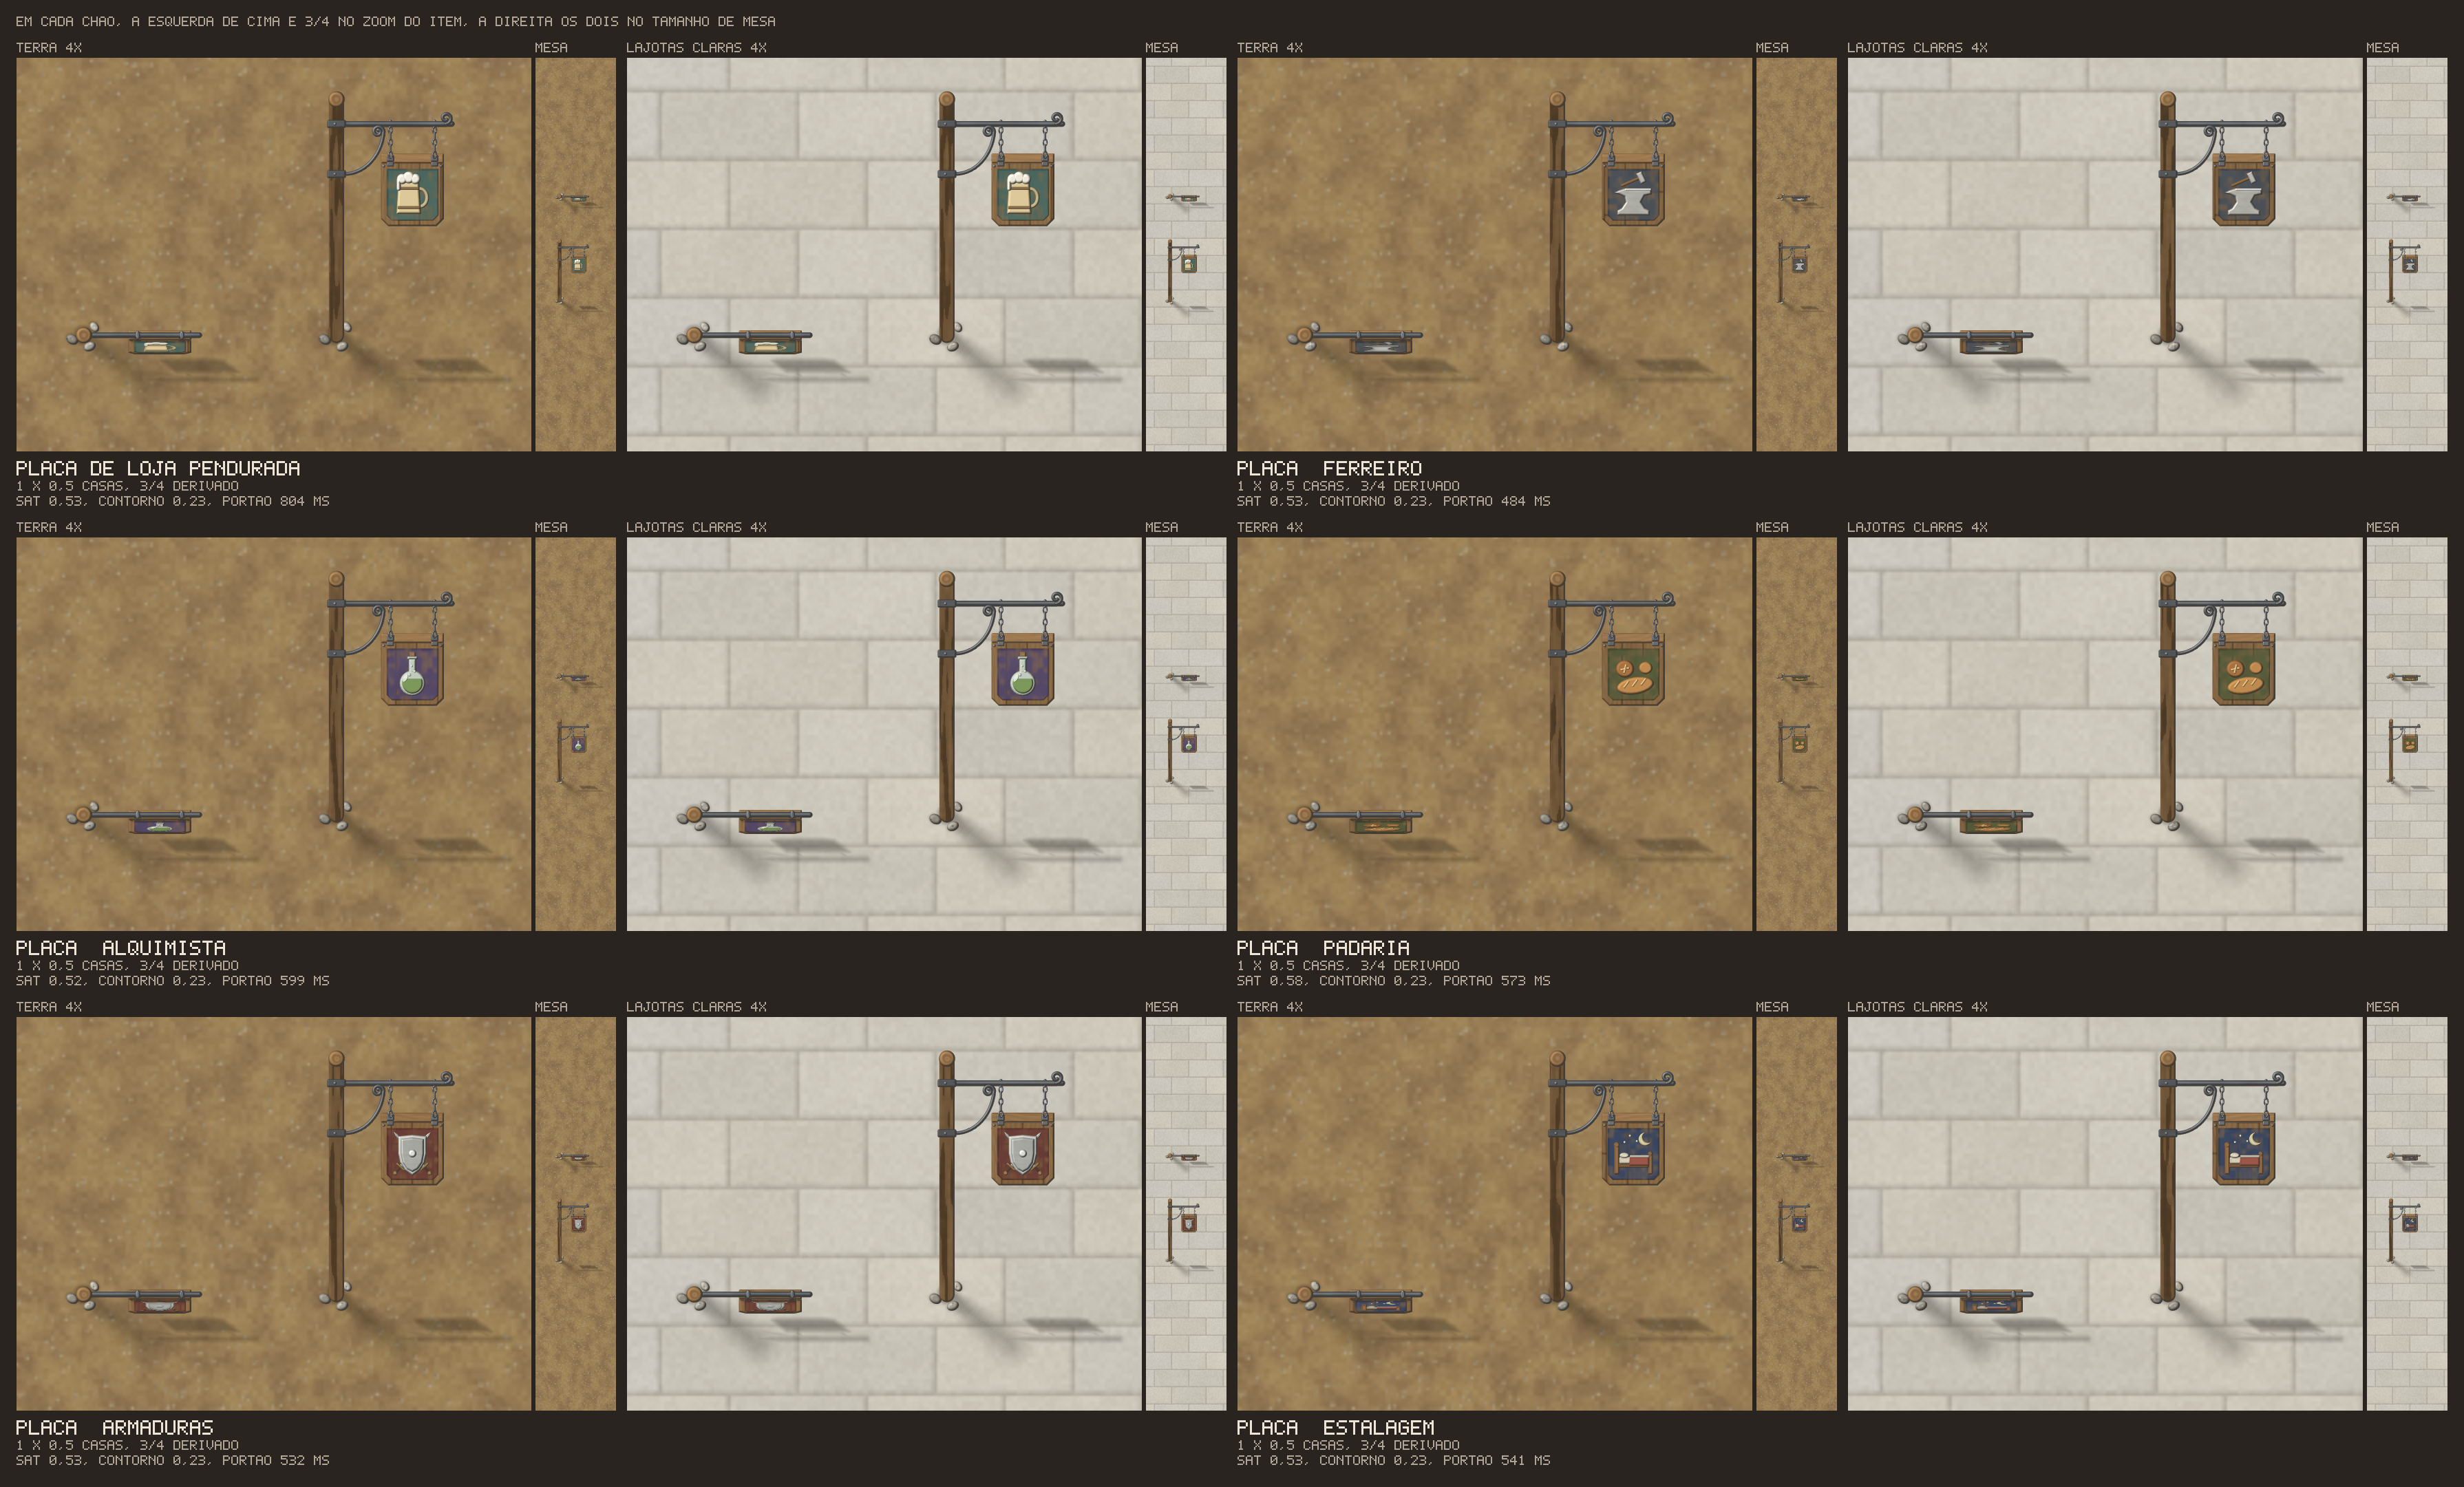 EM CADA CHAO, A ESQUERDA DE CIMA E 3/4 NO ZOOM DO ITEM, A DIREITA OS DOIS NO TAMANHO DE MESA
TERRA 4X MESA LAJOTAS CLARAS 4X MESA TERRA 4X MESA LAJOTAS CLARAS 4X MESA
PLACA DE LOJA PENDURADA
1 X 0,5 CASAS, 3/4 DERIVADO
SAT 0,53, CONTORNO 0,23, PORTAO 804 MS
PLACA FERREIRO
1 X 0,5 CASAS, 3/4 DERIVADO
SAT 0,53, CONTORNO 0,23, PORTAO 484 MS
TERRA 4X MESA LAJOTAS CLARAS 4X MESA TERRA 4X MESA LAJOTAS CLARAS 4X MESA
PLACA ALQUIMISTA
1 X 0,5 CASAS, 3/4 DERIVADO
SAT 0,52, CONTORNO 0,23, PORTAO 599 MS
PLACA PADARIA
1 X 0,5 CASAS, 3/4 DERIVADO
SAT 0,58, CONTORNO 0,23, PORTAO 573 MS
TERRA 4X MESA LAJOTAS CLARAS 4X MESA TERRA 4X MESA LAJOTAS CLARAS 4X MESA
PLACA ARMADURAS
1 X 0,5 CASAS, 3/4 DERIVADO
SAT 0,53, CONTORNO 0,23, PORTAO 532 MS
PLACA ESTALAGEM
1 X 0,5 CASAS, 3/4 DERIVADO
SAT 0,53, CONTORNO 0,23, PORTAO 541 MS